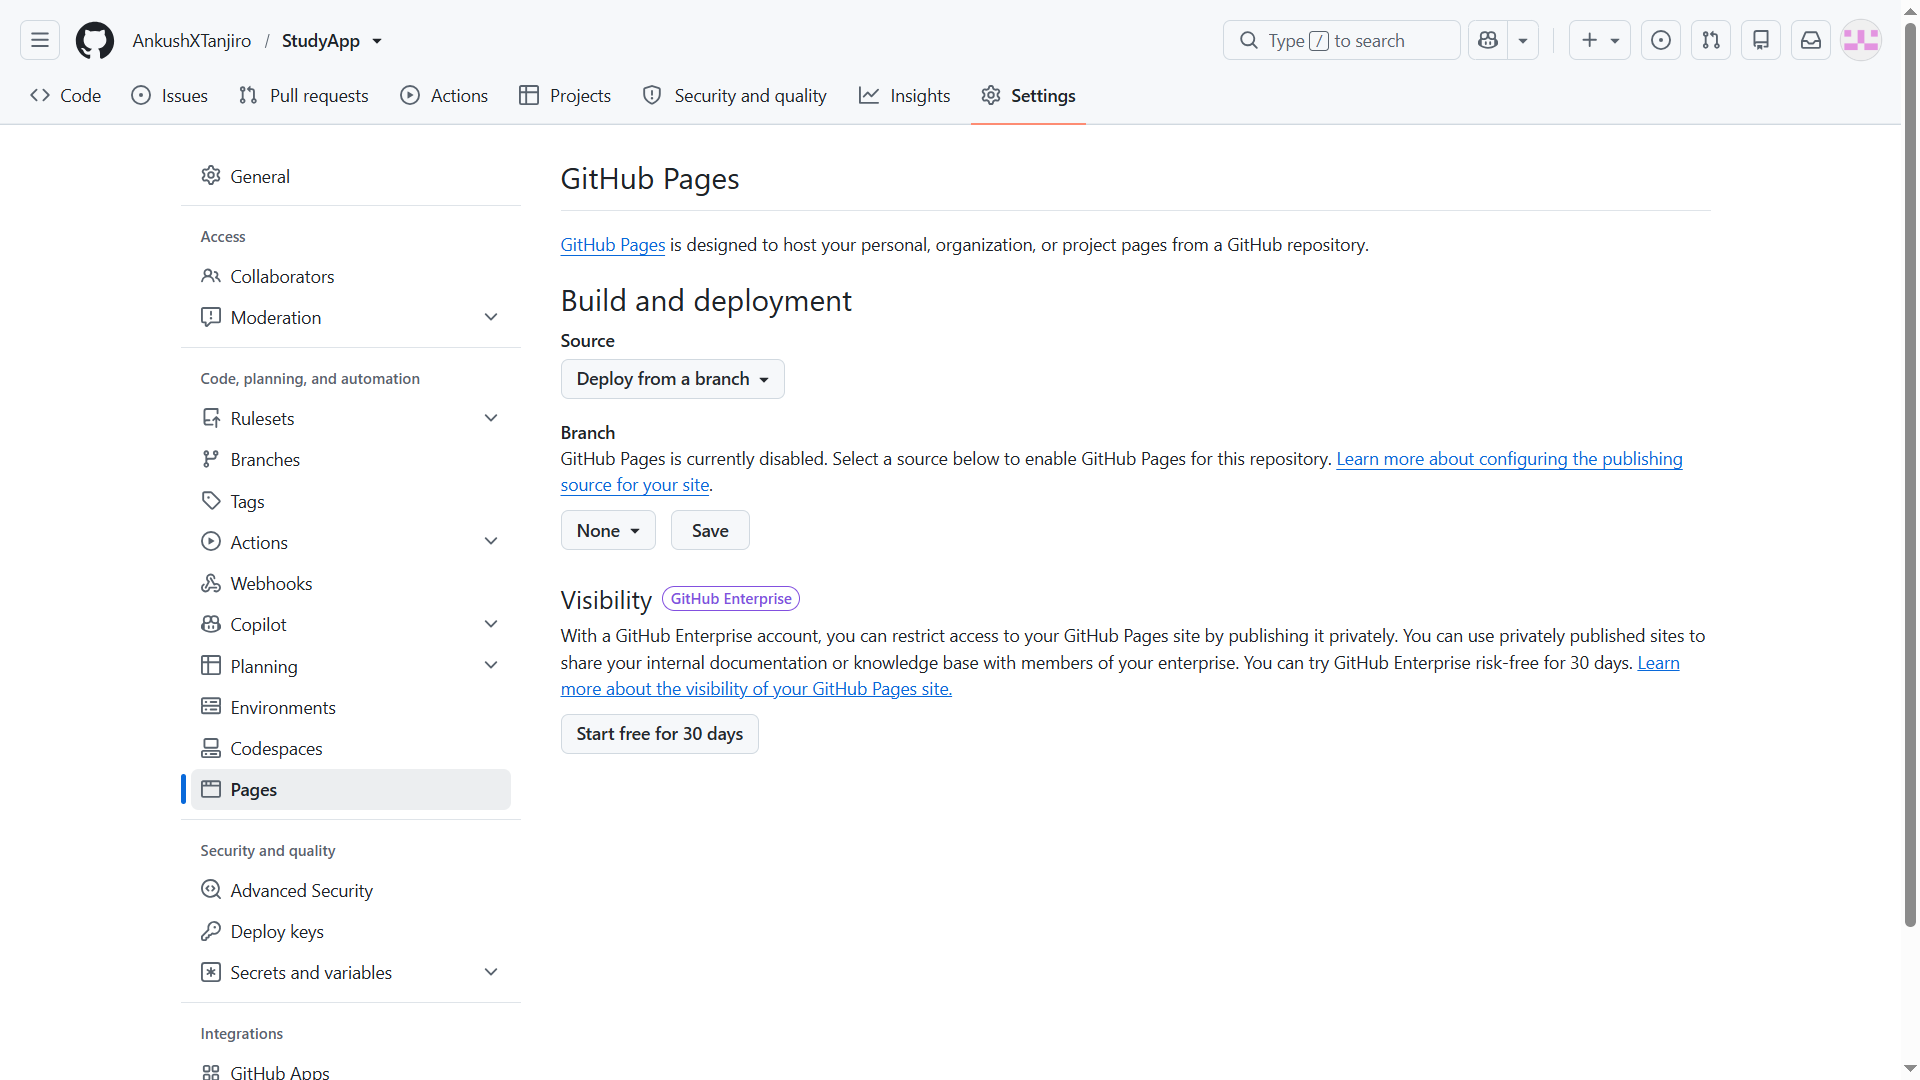 AnkushXTanjiro / StudyApp
Type / to search
Code
Issues
Pull requests
Actions
Projects
Security and quality
Insights
Settings
General
Access
Collaborators
Moderation
Code, planning, and automation
Rulesets
Branches
Tags
Actions
Webhooks
Copilot
Planning
Environments
Codespaces
Pages
Security and quality
Advanced Security
Deploy keys
Secrets and variables
Integrations
GitHub Apps
GitHub Pages
GitHub Pages is designed to host your personal, organization, or project pages from a GitHub repository.
Build and deployment
Source
Deploy from a branch
Branch
GitHub Pages is currently disabled. Select a source below to enable GitHub Pages for this repository. Learn more about configuring the publishing
source for your site.
None
Save
Visibility GitHub Enterprise
With a GitHub Enterprise account, you can restrict access to your GitHub Pages site by publishing it privately. You can use privately published sites to
share your internal documentation or knowledge base with members of your enterprise. You can try GitHub Enterprise risk-free for 30 days. Learn
more about the visibility of your GitHub Pages site.
Start free for 30 days